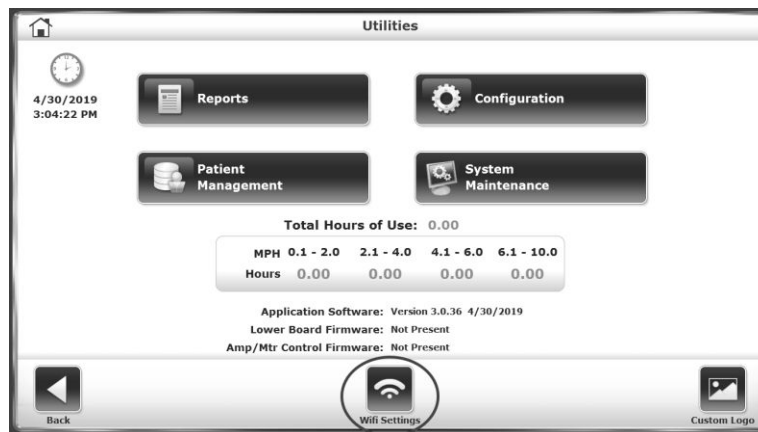 Utilities
4/30/2019
3:04:22 PM
Reports
Configuration
Patient
Management
System
Maintenance
Total Hours of Use: 0.00
MPH 0.1 - 2.0 2.1 - 4.0 4.1 - 6.0 6.1 - 10.0
Hours 0.00 0.00 0.00 0.00
Application Software: Version 3.0.36 4/30/2019
Lower Board Firmware: Not Present
Amp/Mtr Control Firmware: Not Present
Back
Wifi Settings
Custom Logo